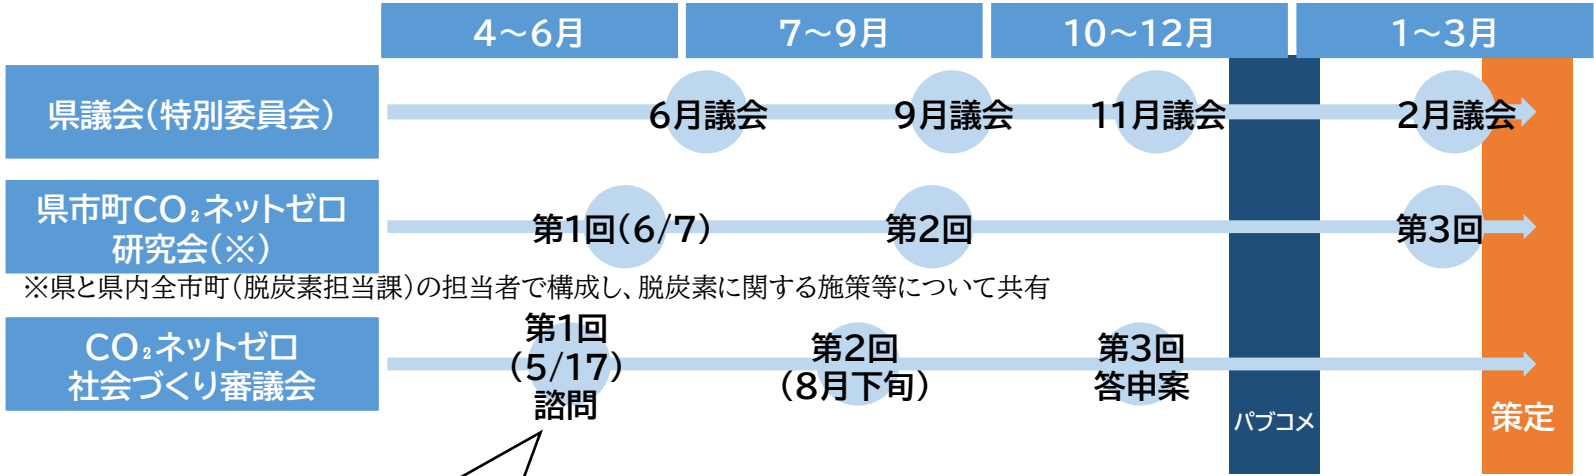 4～6月
7～9月
10～12月
1～3月
県議会(特別委員会)
6月議会
9月議会
11月議会
2月議会
県市町CO₂ネットゼロ
研究会(※)
第1回(6/7)
第2回
第3回
※県と県内全市町(脱炭素担当課)の担当者で構成し、脱炭素に関する施策等について共有
CO₂ネットゼロ
社会づくり審議会
第1回
(5/17)
諮問
第2回
(8月下旬)
第3回
答申案
パブコメ
策定